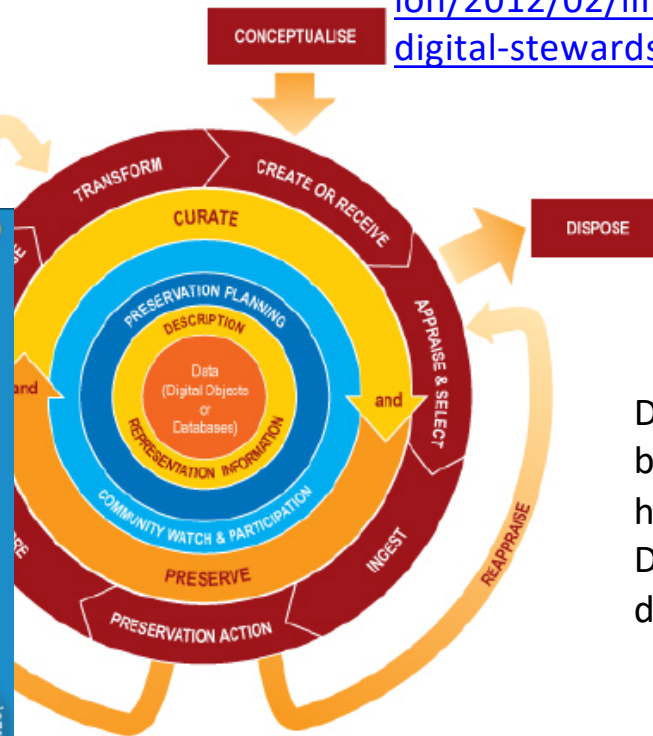 digital-stewards
CONCEPTUALISE
TRANSFORM
CREATE OR RECEIVE
DISPOSE
CURATE
APPRAISE & SELECT
PRESERVATION PLANNING
DESCRIPTION
Data
(Digital Objects
or
Databases)
and
and
REPRESENTATION INFORMATION
COMMUNITY WATCH & PARTICIPATION
INGEST
REAPPRAISE
PRESERVE
PRESERVATION ACTION